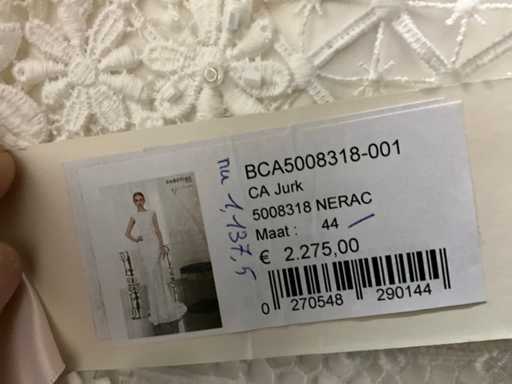 BCA5008318-001
CA Jurk
5008318 NERAC
Maat : 44
€ 2.275,00
0 270548 290144
nu 1,137,5